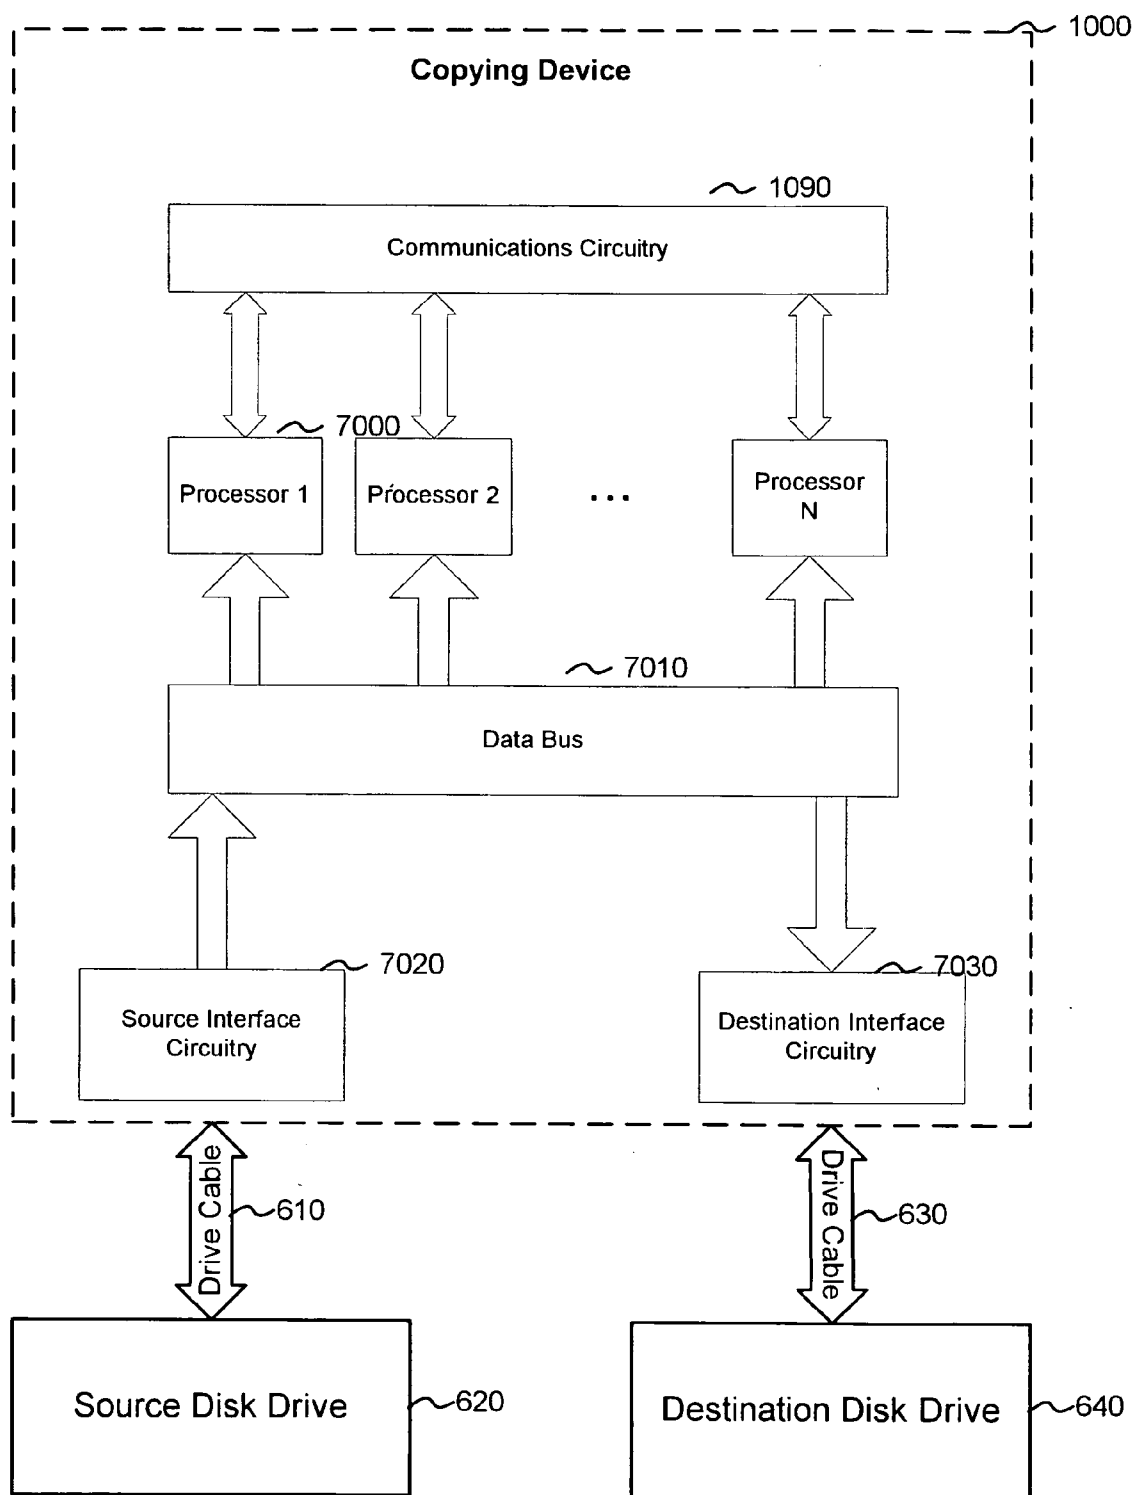 1000
Copying Device
1090
Communications Circuitry
7000
Processor 1
Processor 2
...
Processor
N
7010
Data Bus
7020
7030
Source Interface
Circuitry
Destination Interface
Circuitry
Drive Cable
610
Drive Cable
630
Source Disk Drive
620
Destination Disk Drive
640